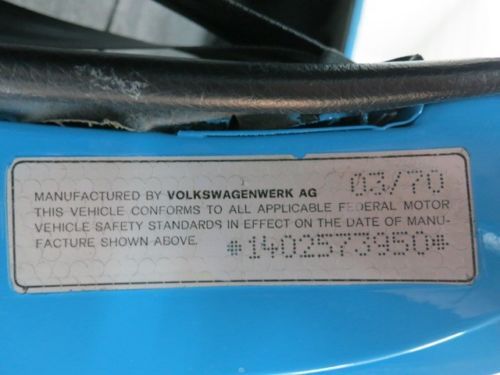 03/70
MANUFACTURED BY VOLKSWAGENWERK AG
THIS VEHICLE CONFORMS TO ALL APPLICABLE FEDERAL MOTOR
VEHICLE SAFETY STANDARDS IN EFFECT ON THE DATE OF MANU-
FACTURE SHOWN ABOVE.
*1402573950*